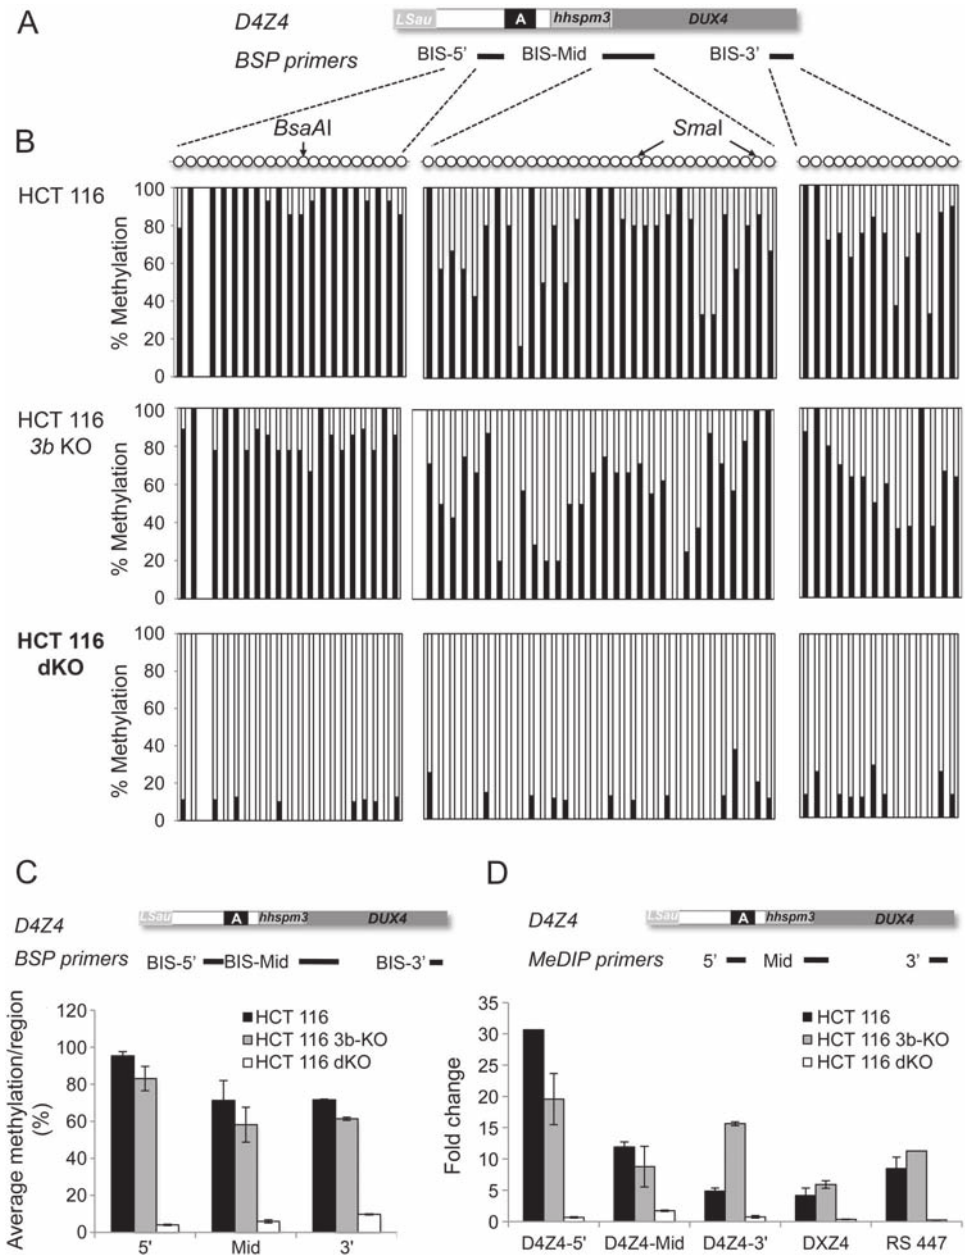 A
D4Z4
LSau
A
hhspm3
DUX4
BSP primers
BIS-5'
BIS-Mid
BIS-3'
B
BsaAI
SmaI
HCT 116
% Methylation
100
80
60
40
20
0
HCT 116
3b KO
% Methylation
100
80
60
40
20
0
HCT 116
dKO
% Methylation
100
80
60
40
20
0
C
D4Z4
LSau
A
hhspm3
DUX4
BSP primers
BIS-5'
BIS-Mid
BIS-3'
Average methylation/region
(%)
120
100
80
60
40
20
0
HCT 116
HCT 116 3b-KO
HCT 116 dKO
5'
Mid
3'
D
D4Z4
LSau
A
hhspm3
DUX4
MeDIP primers
5'
Mid
3'
Fold change
35
30
25
20
15
10
5
0
HCT 116
HCT 116 3b-KO
HCT 116 dKO
D4Z4-5'
D4Z4-Mid
D4Z4-3'
DXZ4
RS 447